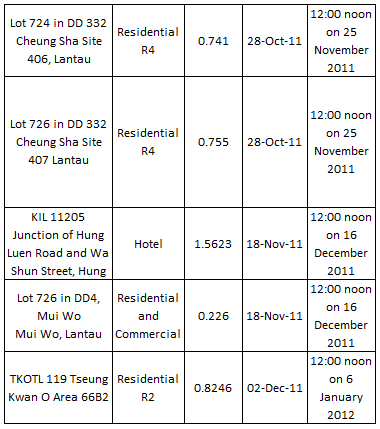 Lot 724 in DD 332
Cheung Sha Site
406, Lantau
Residential
R4
0.741
28-Oct-11
12:00 noon
on 25
November
2011
Lot 726 in DD 332
Cheung Sha Site
407 Lantau
Residential
R4
0.755
28-Oct-11
12:00 noon
on 25
November
2011
KIL 11205
Junction of Hung
Luen Road and Wa
Shun Street, Hung
Hotel
1.5623
18-Nov-11
12:00 noon
on 16
December
2011
Lot 726 in DD4,
Mui Wo
Mui Wo, Lantau
Residential
and
Commercial
0.226
18-Nov-11
12:00 noon
on 16
December
2011
TKOTL 119 Tseung
Kwan O Area 66B2
Residential
R2
0.8246
02-Dec-11
12:00 noon
on 6
January
2012